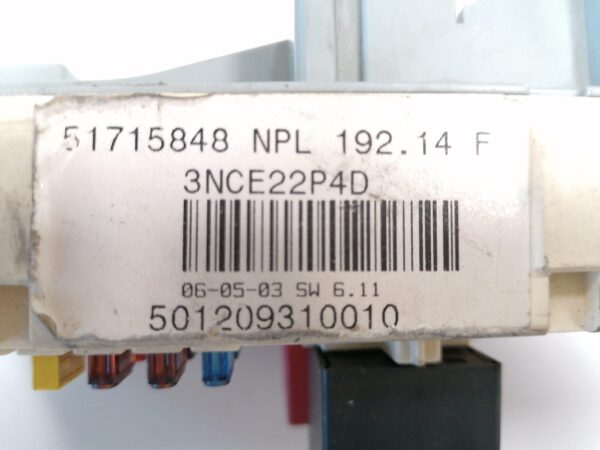 51715848 NPL 192.14 F
3NCE22P4D
06-05-03 SW 6.11
501209310010